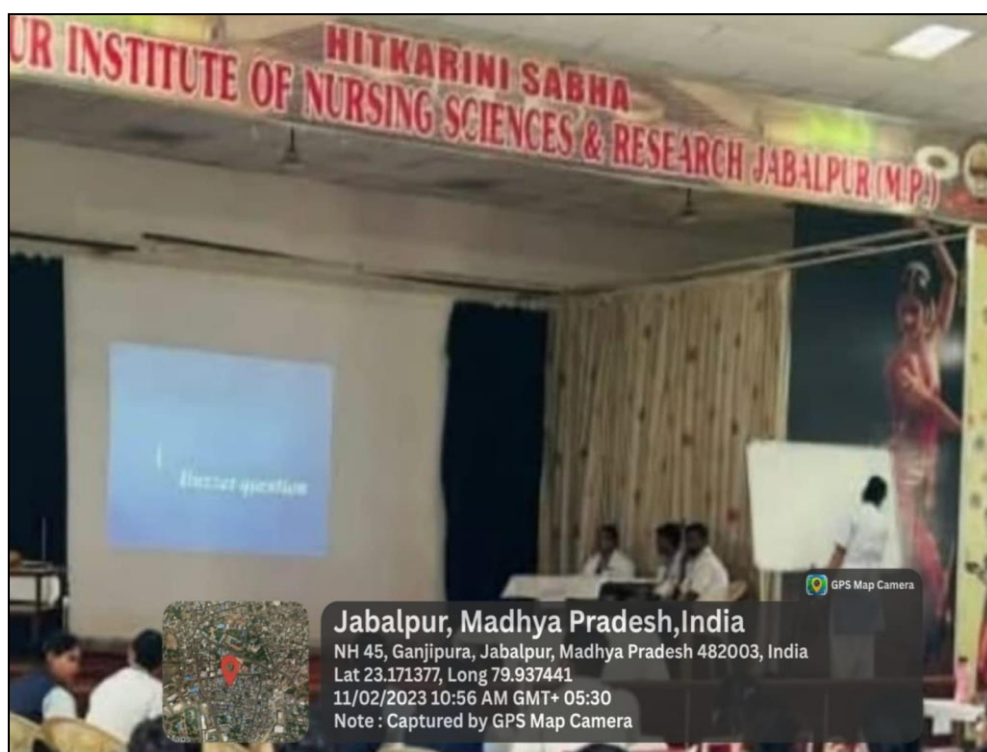 HITKARINI SABHA
UR INSTITUTE OF NURSING SCIENCES & RESEARCH JABALPUR (M.P.)
Buzzer question
GPS Map Camera
Jabalpur, Madhya Pradesh,India
NH 45, Ganjipura, Jabalpur, Madhya Pradesh 482003, India
Lat 23.171377, Long 79.937441
11/02/2023 10:56 AM GMT+ 05:30
Note : Captured by GPS Map Camera
Maps